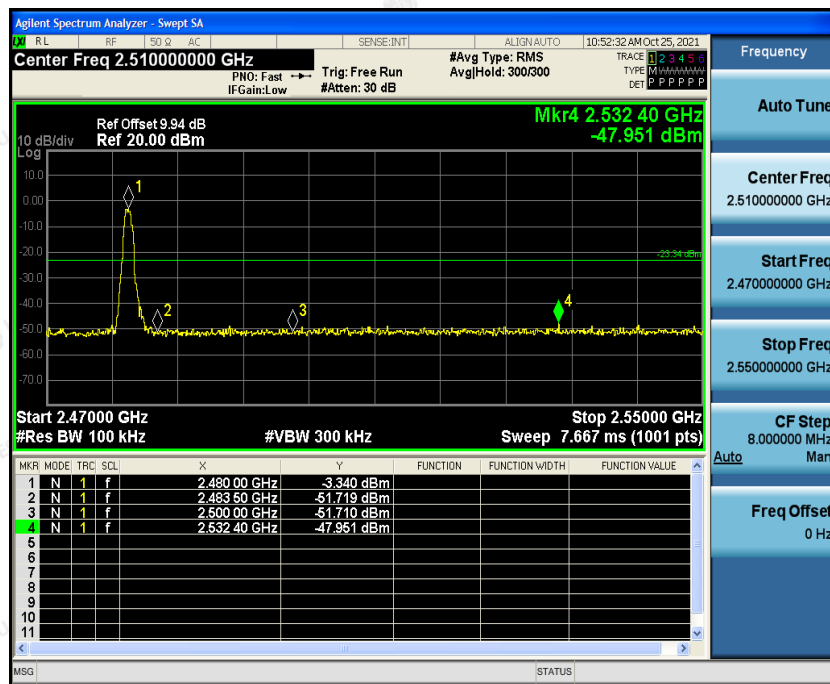 Agilent Spectrum Analyzer - Swept SA
LXI RL RF 50 Ω AC SENSE:INT ALIGN AUTO 10:52:32 AM Oct 25, 2021
Center Freq 2.510000000 GHz
PNO: Fast
IFGain:Low
Trig: Free Run
#Atten: 30 dB
#Avg Type: RMS
Avg|Hold: 300/300
TRACE 1 2 3 4 5 6
TYPE M
DET P P P P P P
Ref Offset 9.94 dB
Ref 20.00 dBm
Mkr4 2.532 40 GHz
-47.951 dBm
10 dB/div
Log
10.0
0.00
-10.0
-20.0
-30.0
-40.0
-50.0
-60.0
-70.0
1
2
3
4
-23.34 dBm
Start 2.47000 GHz Stop 2.55000 GHz
#Res BW 100 kHz #VBW 300 kHz Sweep 7.667 ms (1001 pts)
MKR MODE TRC SCL X Y FUNCTION FUNCTION WIDTH FUNCTION VALUE
1 N 1 f 2.480 00 GHz -3.340 dBm
2 N 1 f 2.483 50 GHz -51.719 dBm
3 N 1 f 2.500 00 GHz -51.710 dBm
4 N 1 f 2.532 40 GHz -47.951 dBm
5
6
7
8
9
10
11
MSG STATUS
Frequency
Auto Tune
Center Freq
2.510000000 GHz
Start Freq
2.470000000 GHz
Stop Freq
2.550000000 GHz
CF Step
8.000000 MHz
Auto Man
Freq Offset
0 Hz